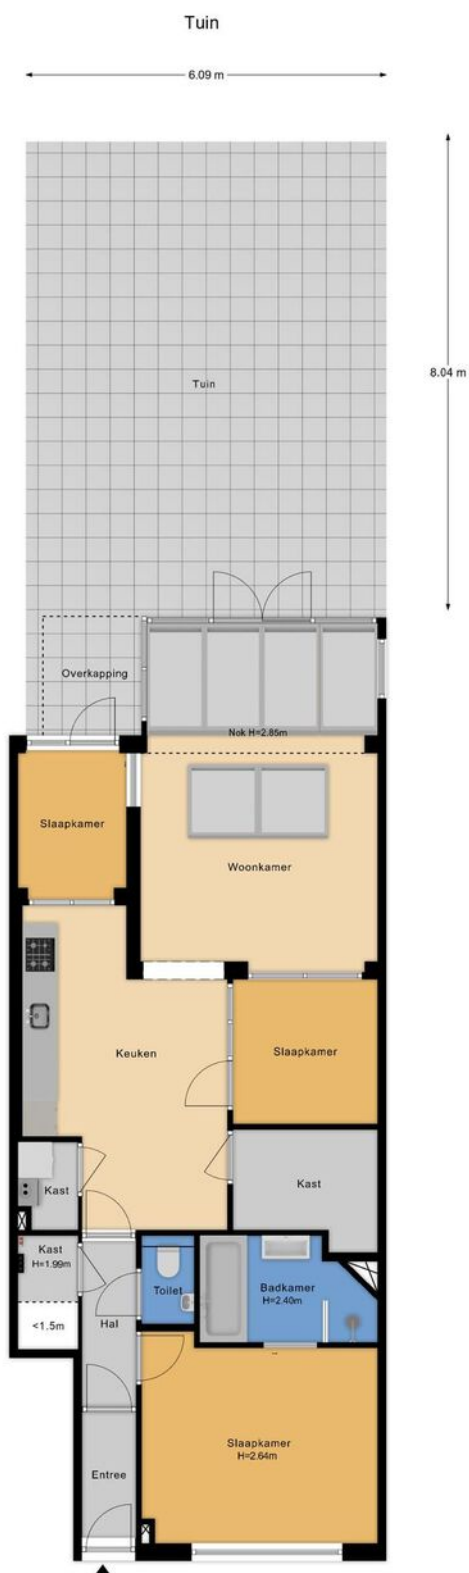 Tuin
6.09 m
8.04 m
Tuin
Overkapping
Nok H=2.85m
Slaapkamer
Woonkamer
Keuken
Slaapkamer
Kast
Kast
Kast
H=1.99m
<1.5m
Hal
Toilet
Badkamer
H=2.40m
Slaapkamer
H=2.64m
Entree